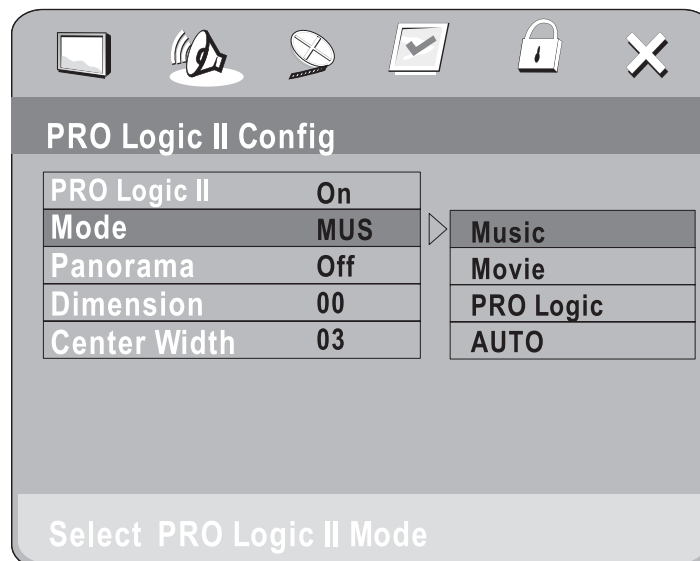 PRO Logic II Config
PRO Logic II On
Mode MUS
Panorama Off
Dimension 00
Center Width 03
Music
Movie
PRO Logic
AUTO
Select PRO Logic II Mode